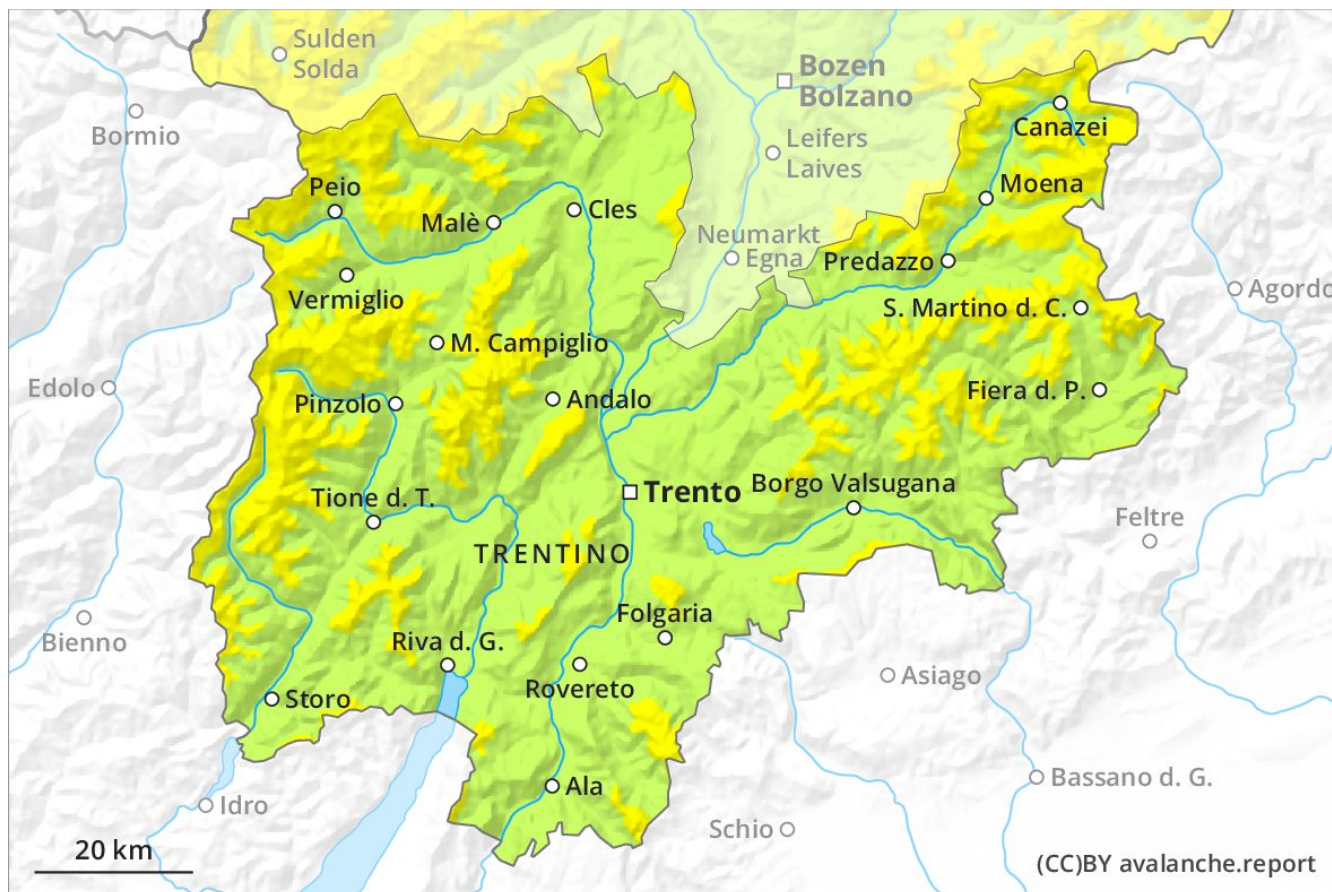 Sulden
Solda
Bozen
Bolzano
Bormio
Canazei
Leifers
Laives
Peio
Moena
Malè
Cles
Neumarkt
Egna
Predazzo
Vermiglio
Agordo
S. Martino d. C.
M. Campiglio
Edolo
Fiera d. P.
Pinzolo
Andalo
Borgo Valsugana
Trento
Tione d. T.
Feltre
TRENTINO
Folgaria
Bienno
Riva d. G.
Asiago
Rovereto
Storo
Bassano d. G.
Ala
Idro
Schio
20 km
(CC)BY avalanche.report